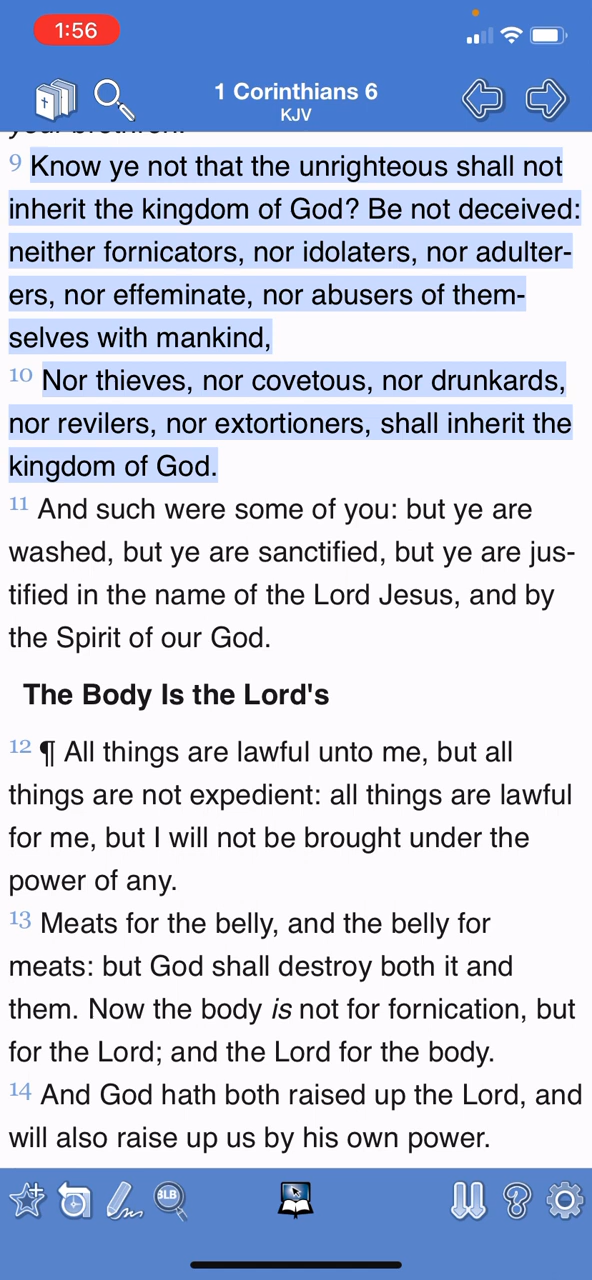 1:56
1 Corinthians 6
KJV
your brethren.
9 Know ye not that the unrighteous shall not
inherit the kingdom of God? Be not deceived:
neither fornicators, nor idolaters, nor adulter-
ers, nor effeminate, nor abusers of them-
selves with mankind,
10 Nor thieves, nor covetous, nor drunkards,
nor revilers, nor extortioners, shall inherit the
kingdom of God.
11 And such were some of you: but ye are
washed, but ye are sanctified, but ye are jus-
tified in the name of the Lord Jesus, and by
the Spirit of our God.
The Body Is the Lord's
12 ¶ All things are lawful unto me, but all
things are not expedient: all things are lawful
for me, but I will not be brought under the
power of any.
13 Meats for the belly, and the belly for
meats: but God shall destroy both it and
them. Now the body is not for fornication, but
for the Lord; and the Lord for the body.
14 And God hath both raised up the Lord, and
will also raise up us by his own power.
BLB